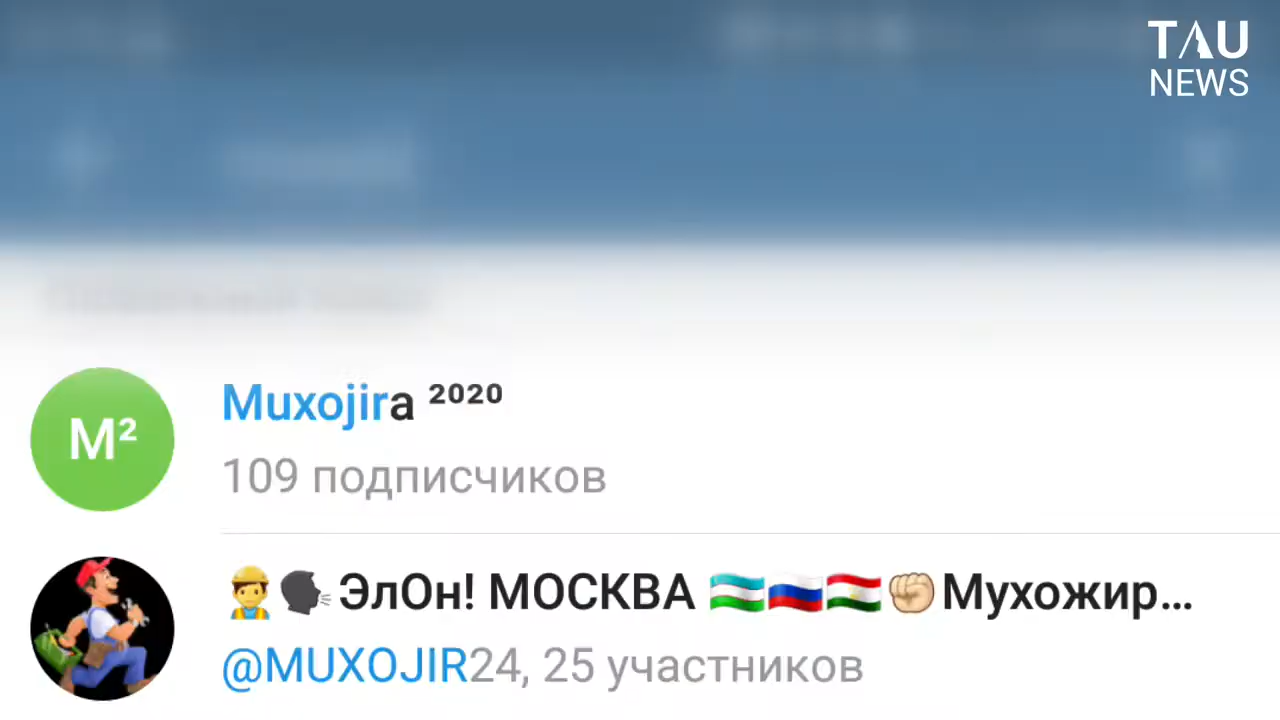 TAU
NEWS
M²
Muxojira ²⁰²⁰
109 подписчиков
ЭлОн! МОСКВА 🇺🇿🇷🇺🇹🇯✊🏻Мухожир...
@MUXOJIR24, 25 участников